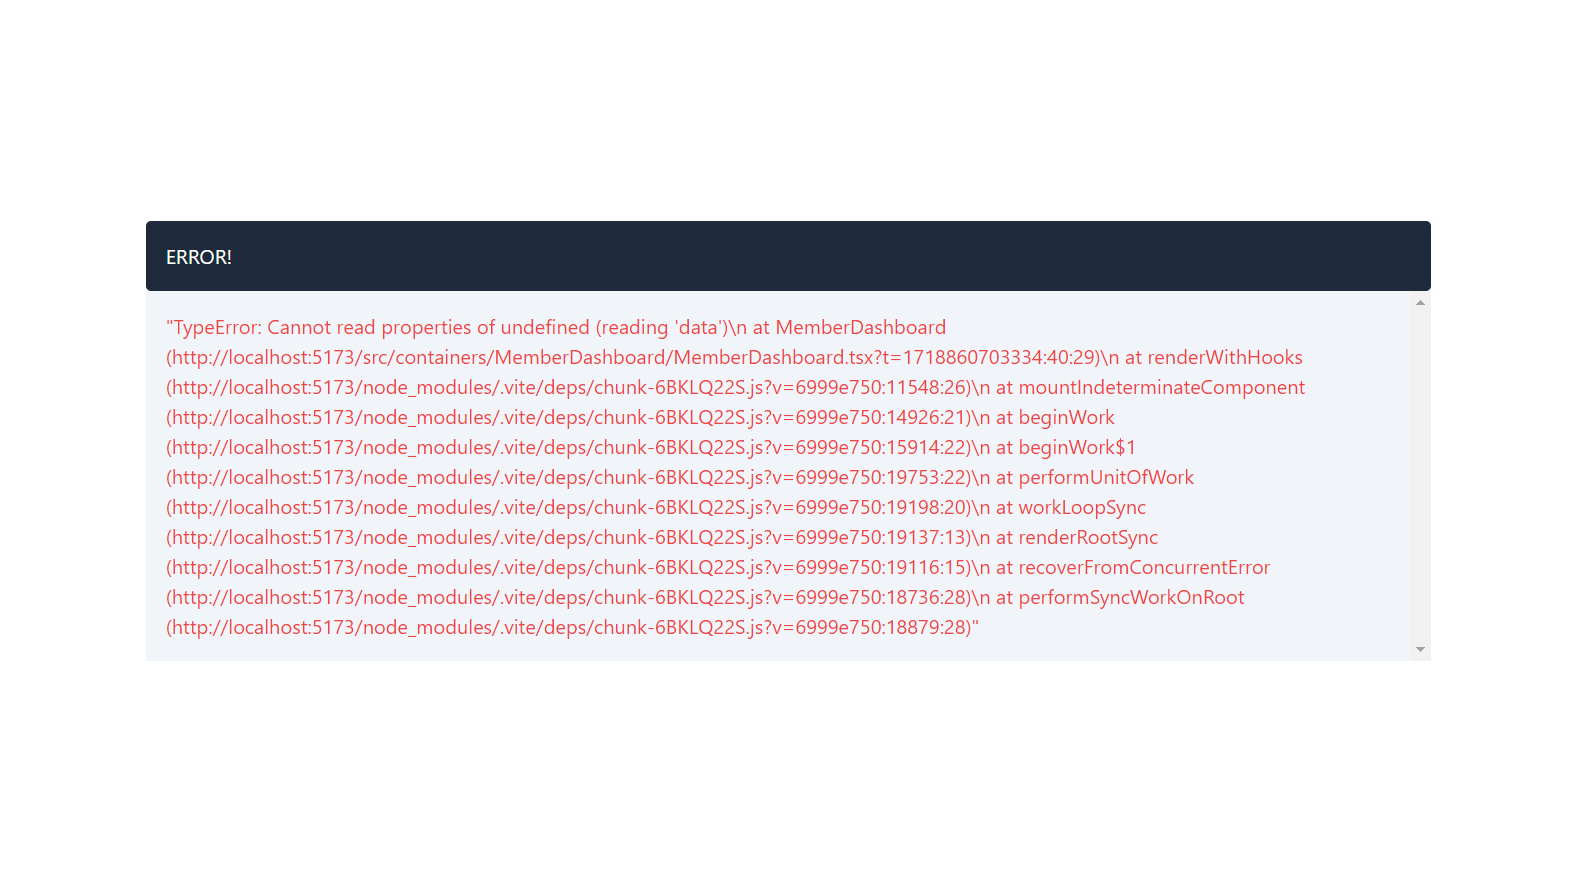 ERROR!
"TypeError: Cannot read properties of undefined (reading 'data')\n at MemberDashboard
(http://localhost:5173/src/containers/MemberDashboard/MemberDashboard.tsx?t=1718860703334:40:29)\n at renderWithHooks
(http://localhost:5173/node_modules/.vite/deps/chunk-6BKLQ22S.js?v=6999e750:11548:26)\n at mountIndeterminateComponent
(http://localhost:5173/node_modules/.vite/deps/chunk-6BKLQ22S.js?v=6999e750:14926:21)\n at beginWork
(http://localhost:5173/node_modules/.vite/deps/chunk-6BKLQ22S.js?v=6999e750:15914:22)\n at beginWork$1
(http://localhost:5173/node_modules/.vite/deps/chunk-6BKLQ22S.js?v=6999e750:19753:22)\n at performUnitOfWork
(http://localhost:5173/node_modules/.vite/deps/chunk-6BKLQ22S.js?v=6999e750:19198:20)\n at workLoopSync
(http://localhost:5173/node_modules/.vite/deps/chunk-6BKLQ22S.js?v=6999e750:19137:13)\n at renderRootSync
(http://localhost:5173/node_modules/.vite/deps/chunk-6BKLQ22S.js?v=6999e750:19116:15)\n at recoverFromConcurrentError
(http://localhost:5173/node_modules/.vite/deps/chunk-6BKLQ22S.js?v=6999e750:18736:28)\n at performSyncWorkOnRoot
(http://localhost:5173/node_modules/.vite/deps/chunk-6BKLQ22S.js?v=6999e750:18879:28)"